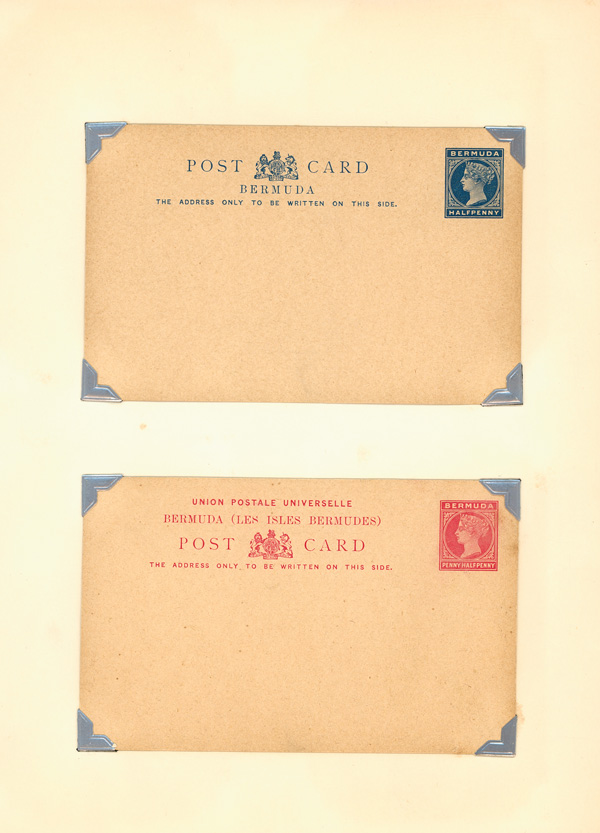 POST CARD
BERMUDA
THE ADDRESS ONLY TO BE WRITTEN ON THIS SIDE.
BERMUDA
HALFPENNY
UNION POSTALE UNIVERSELLE
BERMUDA (LES ISLES BERMUDES)
POST CARD
THE ADDRESS ONLY TO BE WRITTEN ON THIS SIDE.
BERMUDA
PENNY HALFPENNY